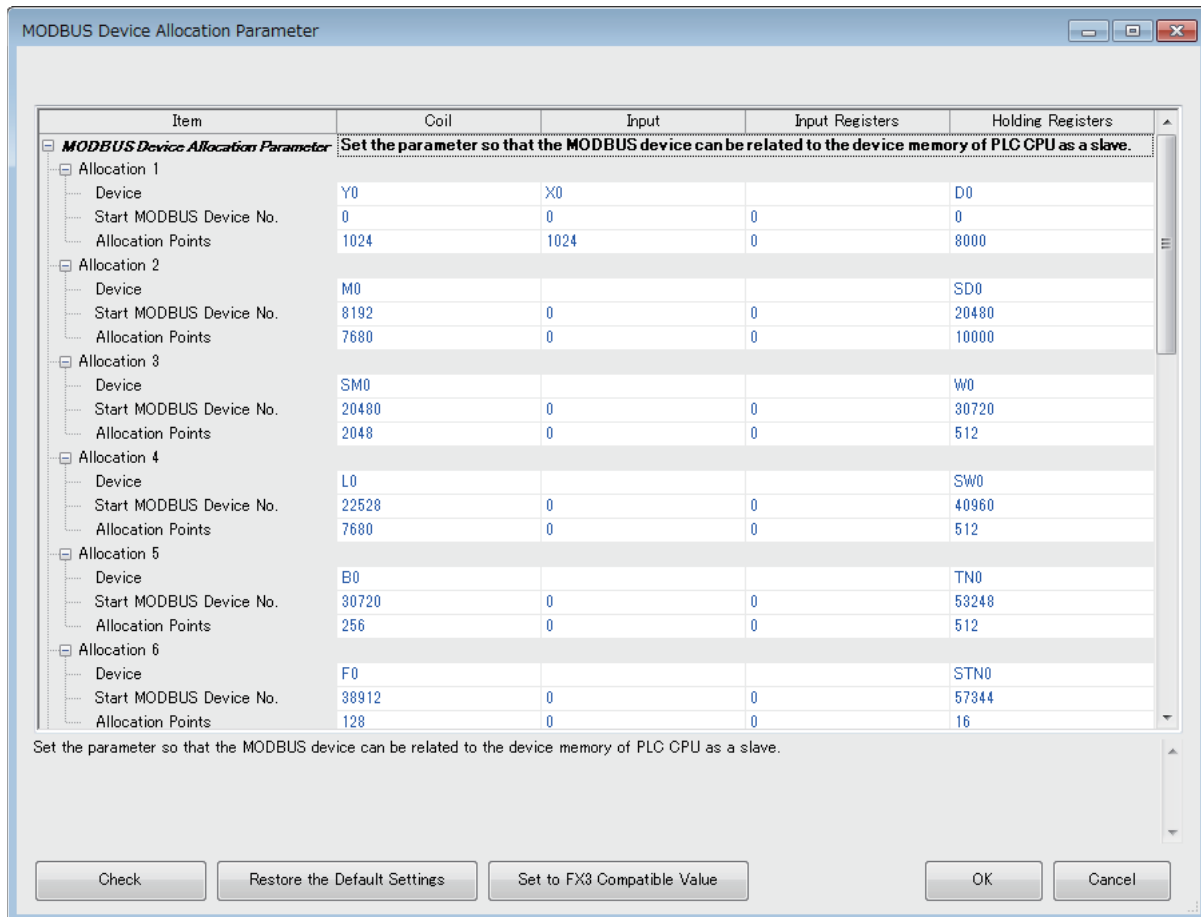 MODBUS Device Allocation Parameter
Item Coil Input Input Registers Holding Registers
MODBUS Device Allocation Parameter Set the parameter so that the MODBUS device can be related to the device memory of PLC CPU as a slave.
Allocation 1
Device Y0 X0 D0
Start MODBUS Device No. 0 0 0 0
Allocation Points 1024 1024 0 8000
Allocation 2
Device M0 SD0
Start MODBUS Device No. 8192 0 0 20480
Allocation Points 7680 0 0 10000
Allocation 3
Device SM0 W0
Start MODBUS Device No. 20480 0 0 30720
Allocation Points 2048 0 0 512
Allocation 4
Device L0 SW0
Start MODBUS Device No. 22528 0 0 40960
Allocation Points 7680 0 0 512
Allocation 5
Device B0 TN0
Start MODBUS Device No. 30720 0 0 53248
Allocation Points 256 0 0 512
Allocation 6
Device F0 STN0
Start MODBUS Device No. 38912 0 0 57344
Allocation Points 128 0 0 16
Set the parameter so that the MODBUS device can be related to the device memory of PLC CPU as a slave.
Check Restore the Default Settings Set to FX3 Compatible Value OK Cancel